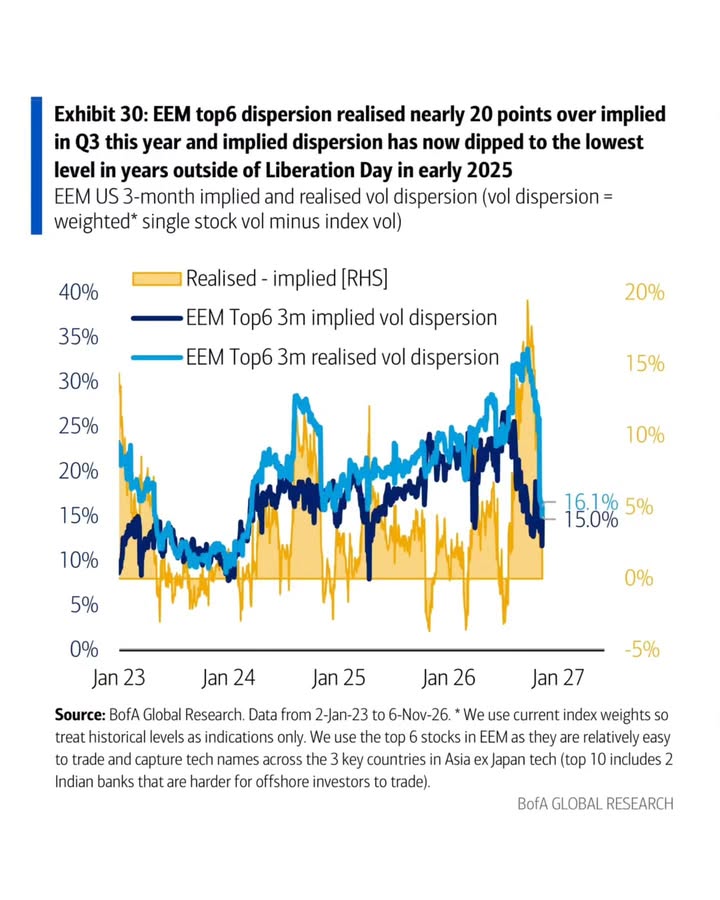 Exhibit 30: EEM top6 dispersion realised nearly 20 points over implied
in Q3 this year and implied dispersion has now dipped to the lowest
level in years outside of Liberation Day in early 2025
EEM US 3-month implied and realised vol dispersion (vol dispersion =
weighted* single stock vol minus index vol)
Realised - implied [RHS]
EEM Top6 3m implied vol dispersion
EEM Top6 3m realised vol dispersion
40%
35%
30%
25%
20%
15%
10%
5%
0%
20%
15%
10%
5%
0%
-5%
16.1%
15.0%
Jan 23
Jan 24
Jan 25
Jan 26
Jan 27
Source: BofA Global Research. Data from 2-Jan-23 to 6-Nov-26. * We use current index weights so
treat historical levels as indications only. We use the top 6 stocks in EEM as they are relatively easy
to trade and capture tech names across the 3 key countries in Asia ex Japan tech (top 10 includes 2
Indian banks that are harder for offshore investors to trade).
BofA GLOBAL RESEARCH